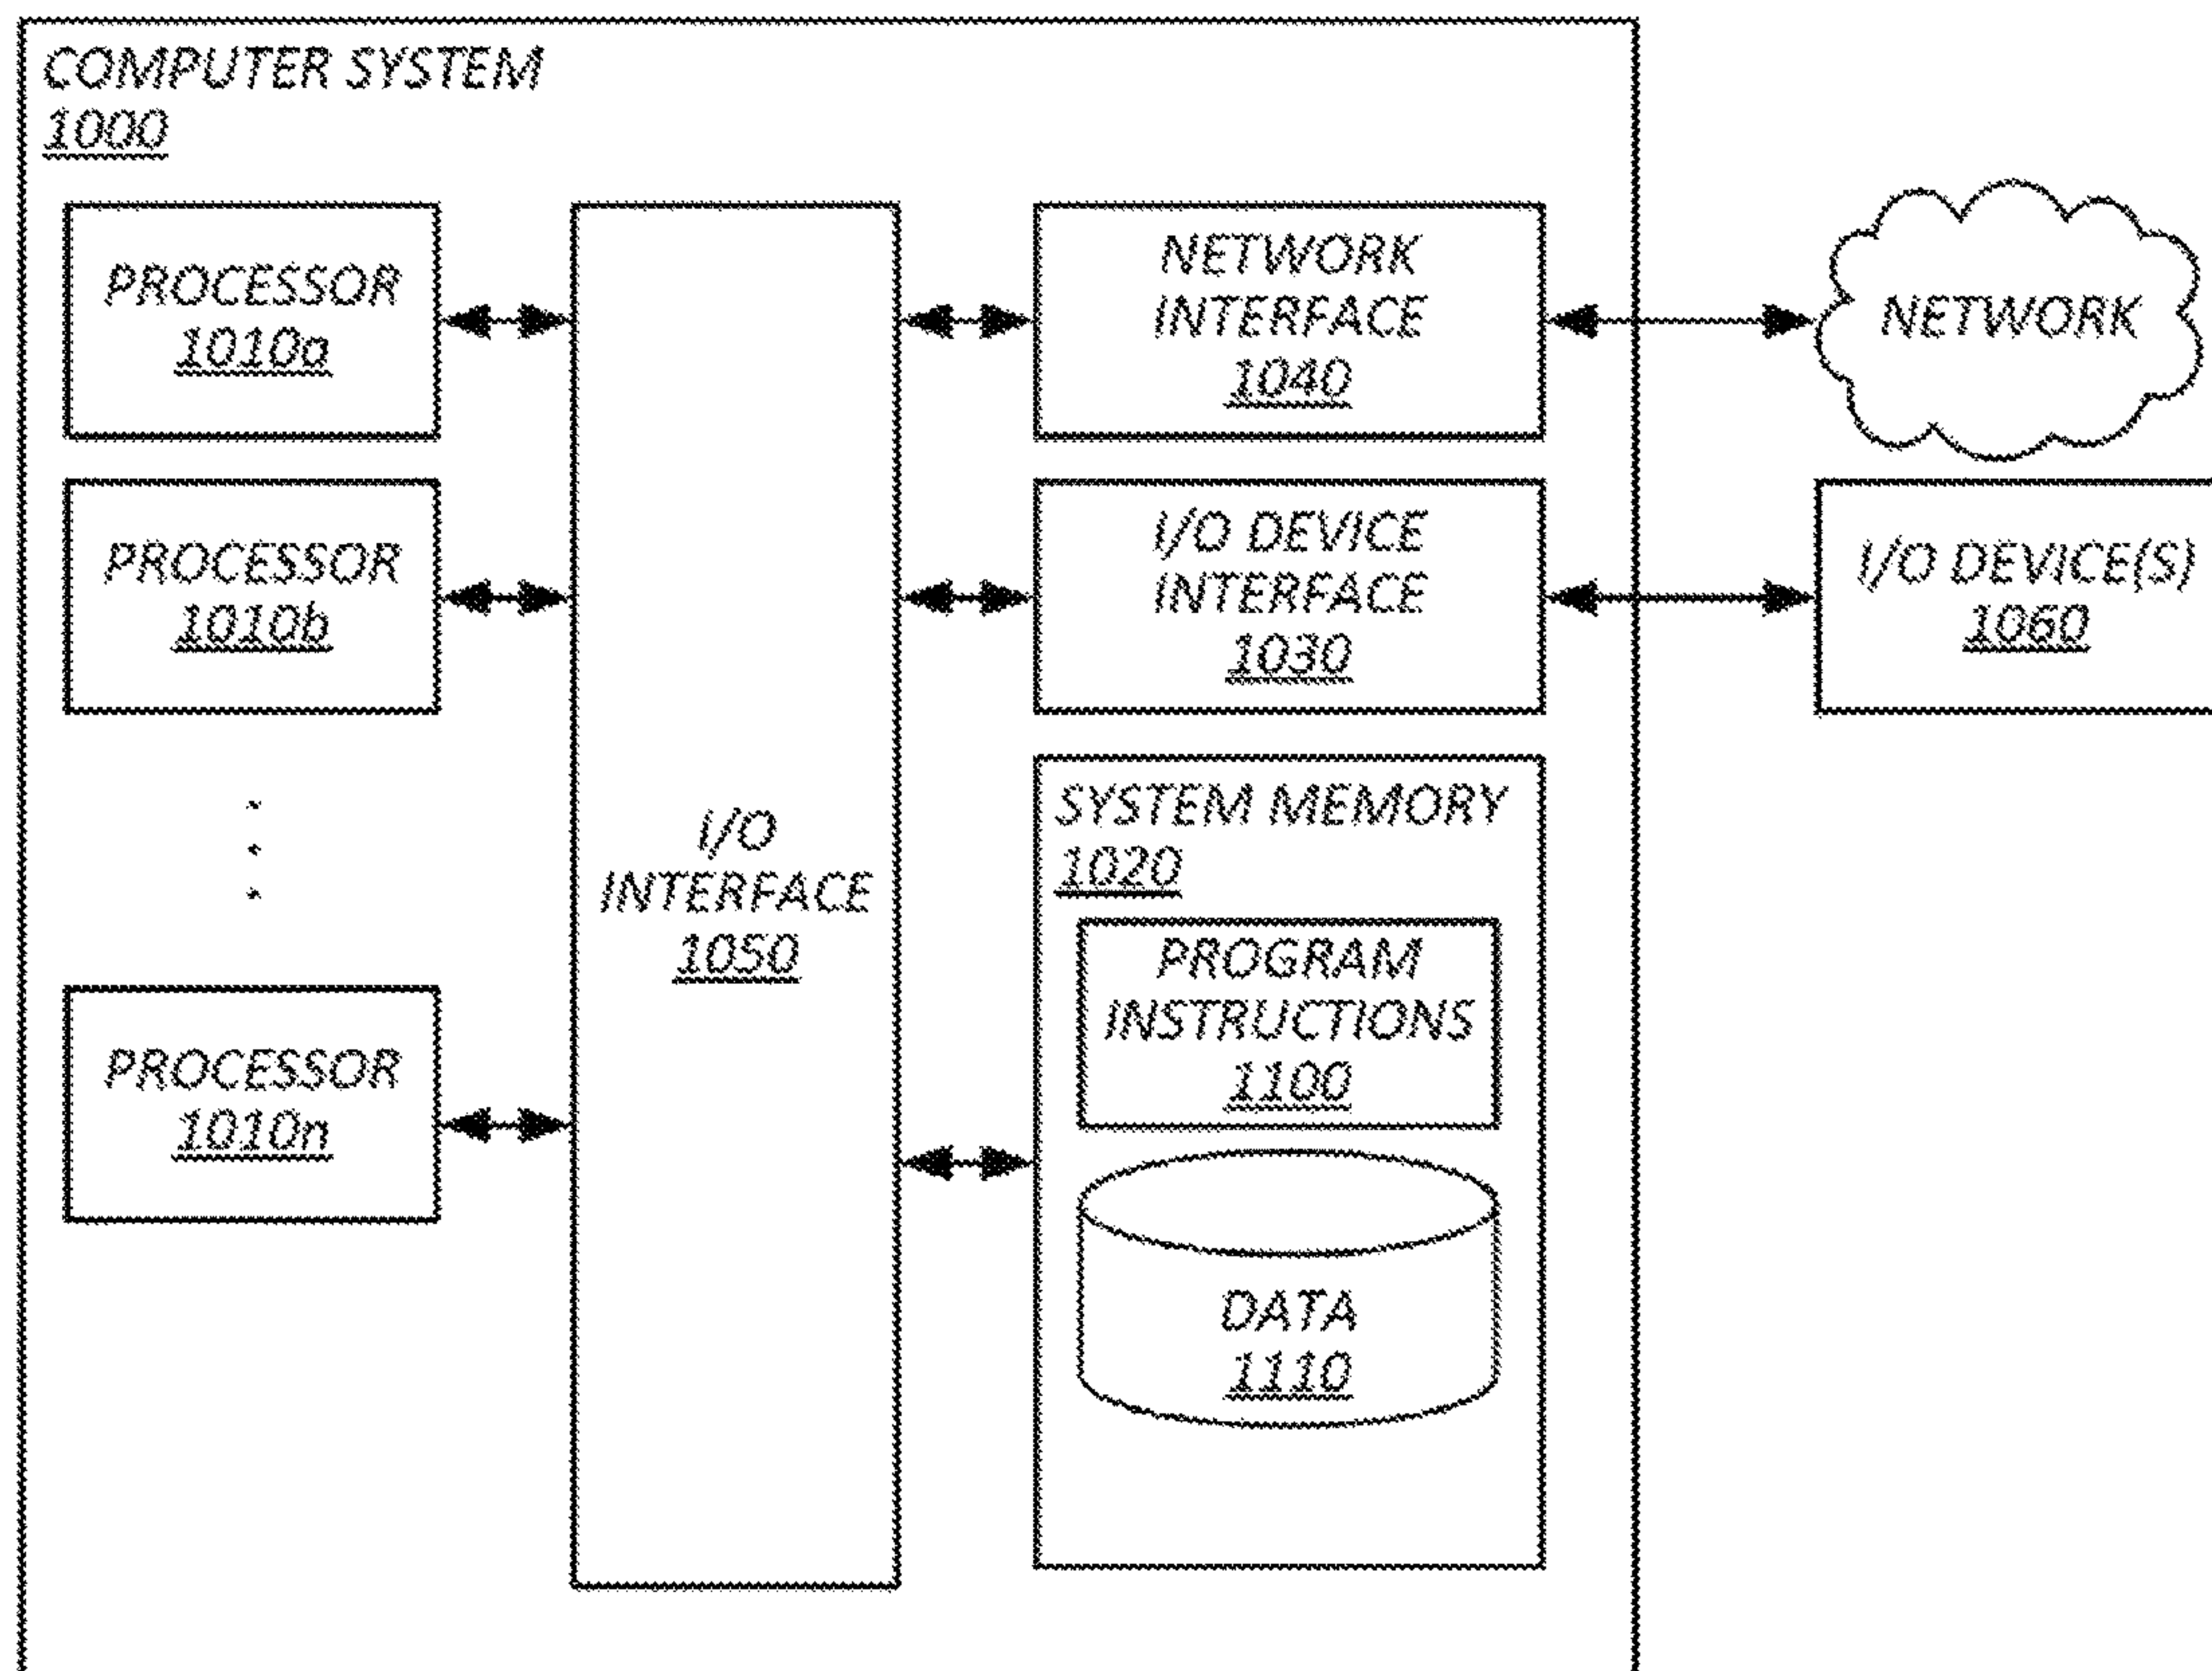 COMPUTER SYSTEM
1000
PROCESSOR
1010a
PROCESSOR
1010b
PROCESSOR
1010n
I/O
INTERFACE
1050
NETWORK
INTERFACE
1040
I/O DEVICE
INTERFACE
1030
SYSTEM MEMORY
1020
PROGRAM
INSTRUCTIONS
1100
DATA
1110
NETWORK
I/O DEVICE(S)
1060